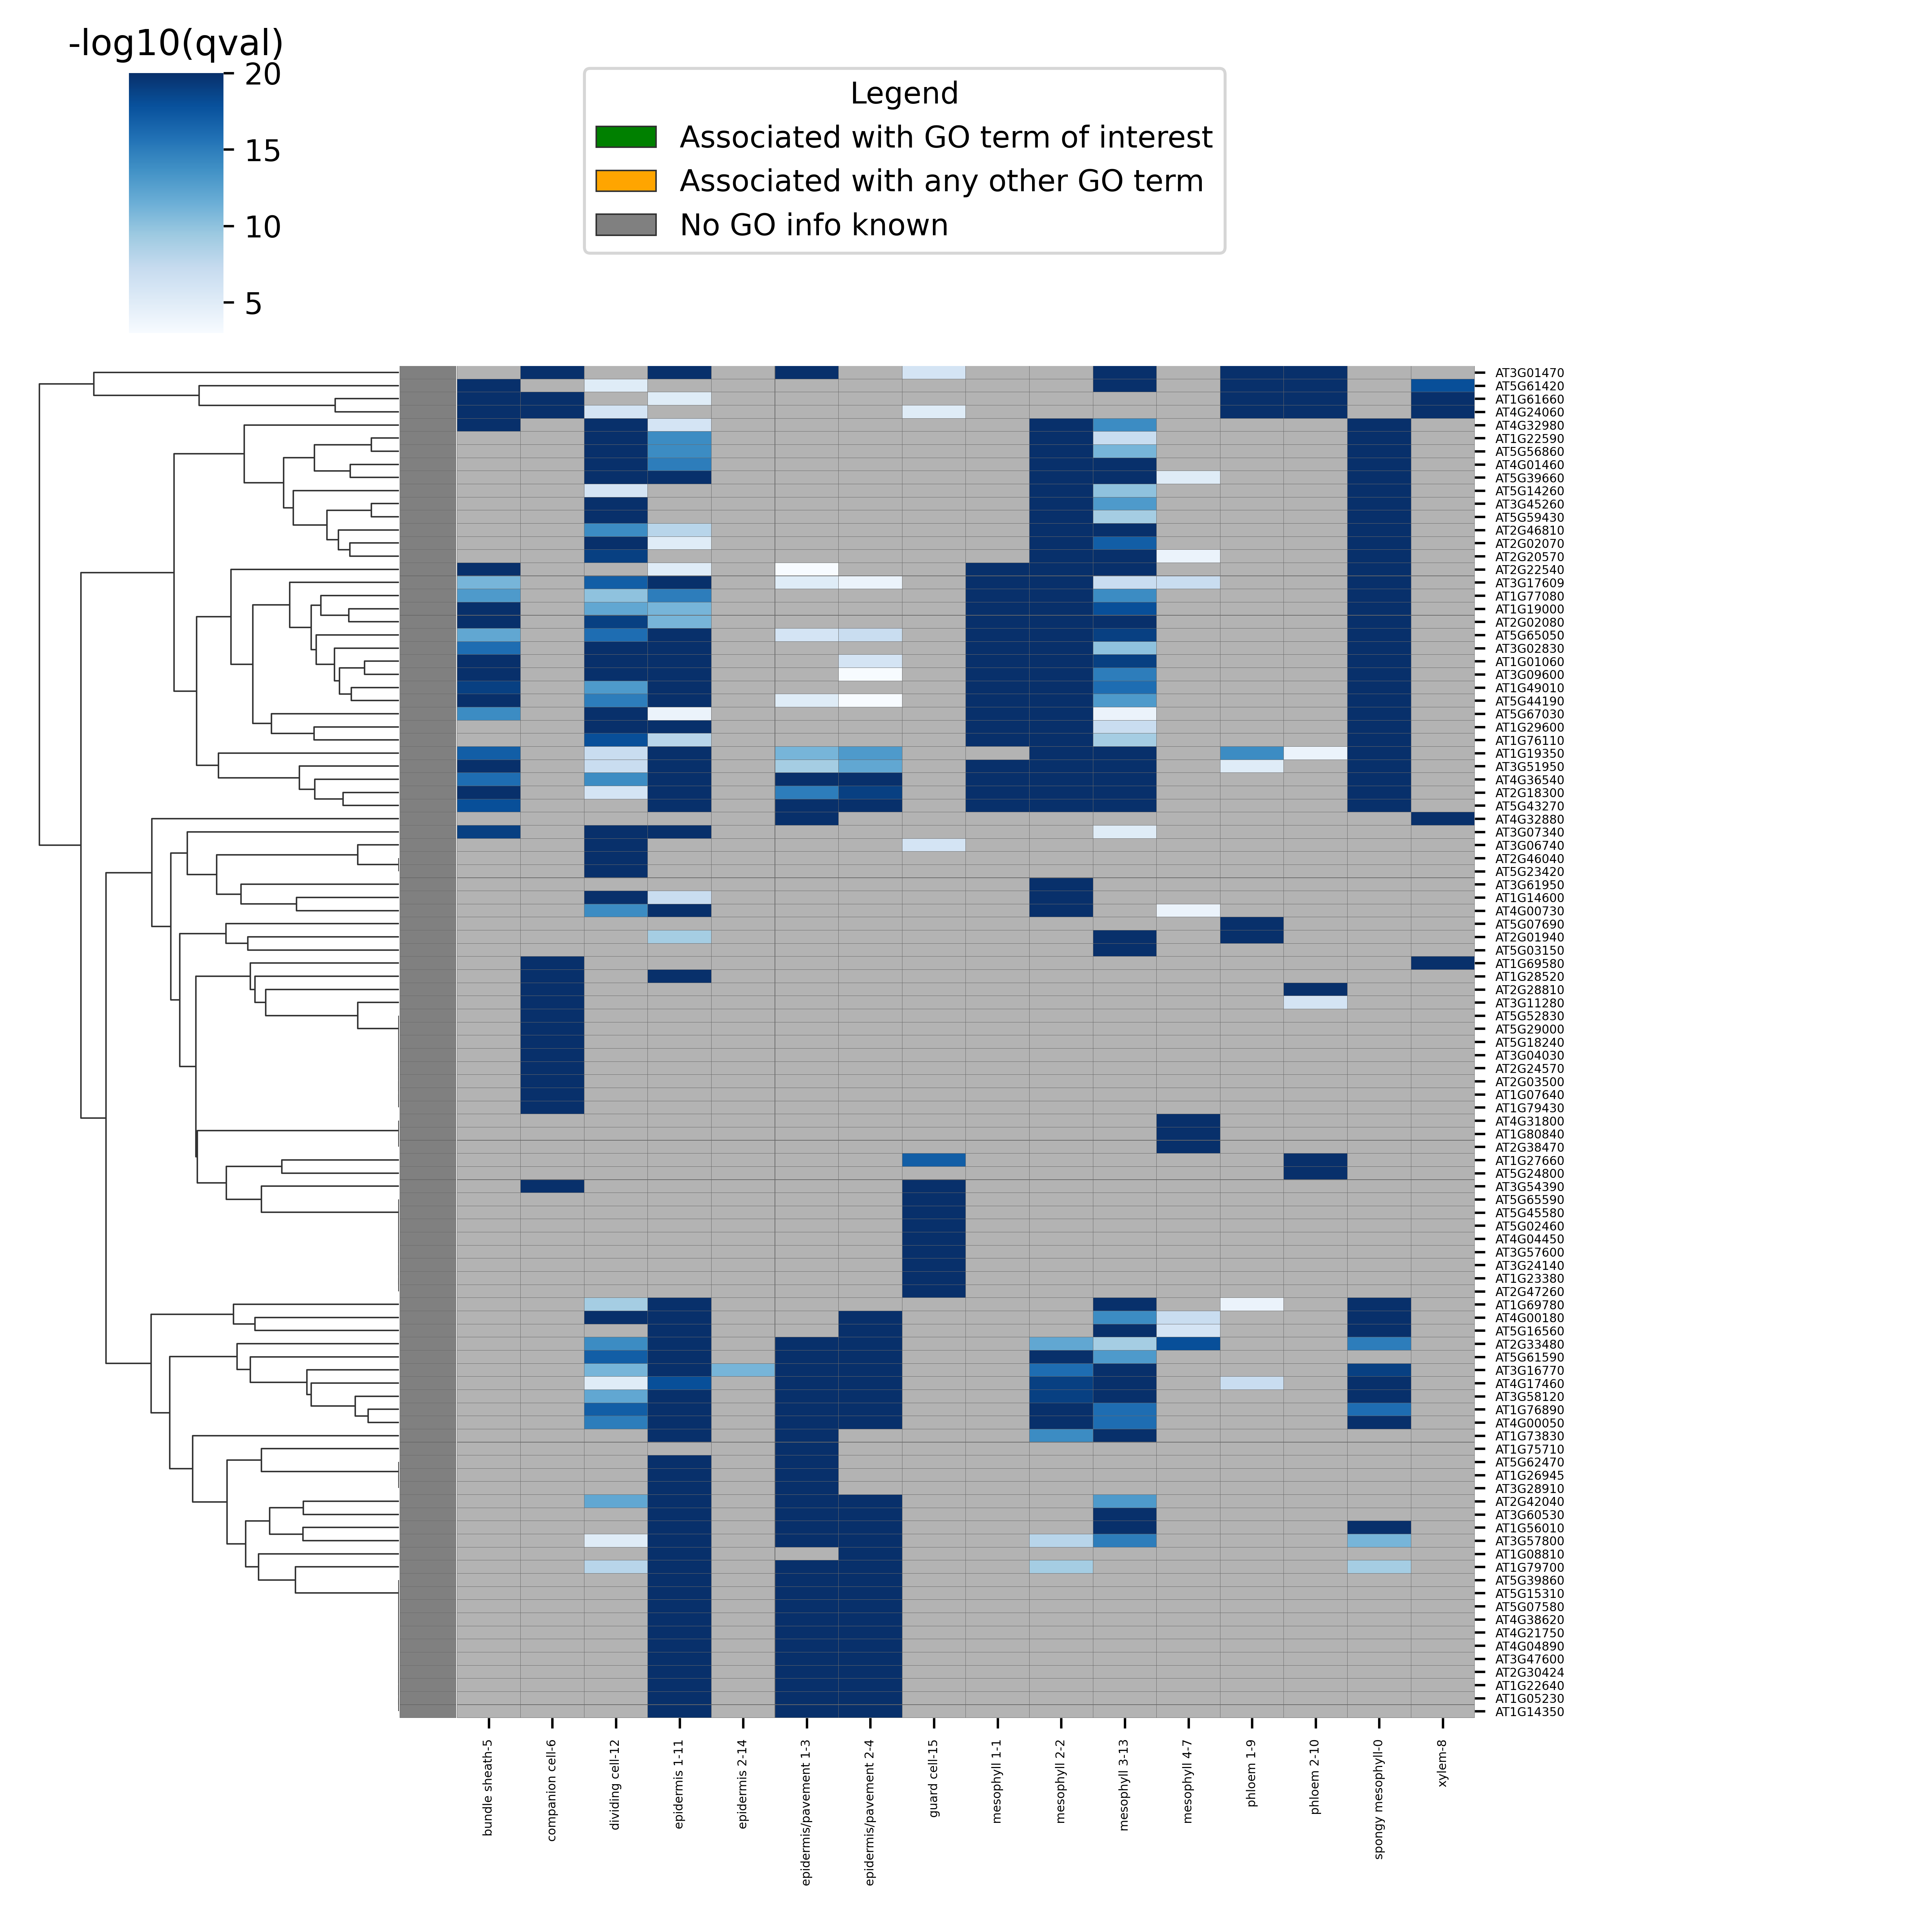 -log10(qval)
20
15
10
5
Legend
Associated with GO term of interest
Associated with any other GO term
No GO info known
AT3G01470
AT5G61420
AT1G61660
AT4G24060
AT4G32980
AT1G22590
AT5G56860
AT4G01460
AT5G39660
AT5G14260
AT3G45260
AT5G59430
AT2G46810
AT2G02070
AT2G20570
AT2G22540
AT3G17609
AT1G77080
AT1G19000
AT2G02080
AT5G65050
AT3G02830
AT1G01060
AT3G09600
AT1G49010
AT5G44190
AT5G67030
AT1G29600
AT1G76110
AT1G19350
AT3G51950
AT4G36540
AT2G18300
AT5G43270
AT4G32880
AT3G07340
AT3G06740
AT2G46040
AT5G23420
AT3G61950
AT1G14600
AT4G00730
AT5G07690
AT2G01940
AT5G03150
AT1G69580
AT1G28520
AT2G28810
AT3G11280
AT5G52830
AT5G29000
AT5G18240
AT3G04030
AT2G24570
AT2G03500
AT1G07640
AT1G79430
AT4G31800
AT1G80840
AT2G38470
AT1G27660
AT5G24800
AT3G54390
AT5G65590
AT5G45580
AT5G02460
AT4G04450
AT3G57600
AT3G24140
AT1G23380
AT2G47260
AT1G69780
AT4G00180
AT5G16560
AT2G33480
AT5G61590
AT3G16770
AT4G17460
AT3G58120
AT1G76890
AT4G00050
AT1G73830
AT1G75710
AT5G62470
AT1G26945
AT3G28910
AT2G42040
AT3G60530
AT1G56010
AT3G57800
AT1G08810
AT1G79700
AT5G39860
AT5G15310
AT5G07580
AT4G38620
AT4G21750
AT4G04890
AT3G47600
AT2G30424
AT1G22640
AT1G05230
AT1G14350
bundle sheath-5
companion cell-6
dividing cell-12
epidermis 1-11
epidermis 2-14
epidermis/pavement 1-3
epidermis/pavement 2-4
guard cell-15
mesophyll 1-1
mesophyll 2-2
mesophyll 3-13
mesophyll 4-7
phloem 1-9
phloem 2-10
spongy mesophyll-0
xylem-8